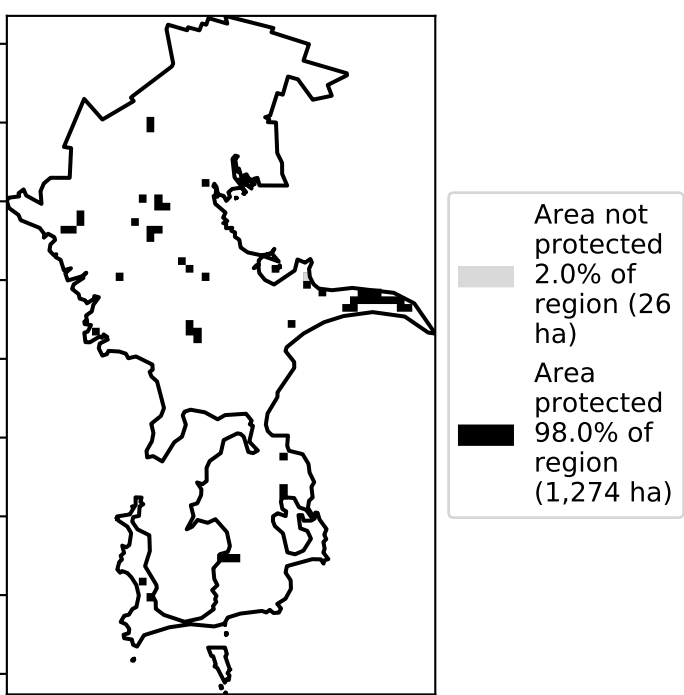 Area not
protected
2.0% of
region (26
ha)
Area
protected
98.0% of
region
(1,274 ha)